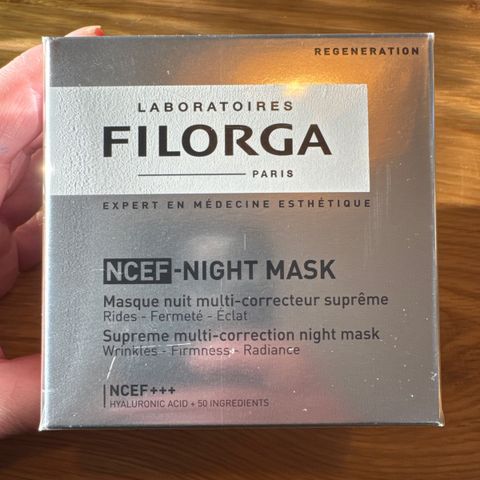 REGENERATION
LABORATOIRES
FILORGA
PARIS
EXPERT EN MÉDECINE ESTHÉTIQUE
NCEF-NIGHT MASK
Masque nuit multi-correcteur suprême
Rides - Fermeté - Éclat
Supreme multi-correction night mask
Wrinkles - Firmness - Radiance
NCEF+++
HYALURONIC ACID + 50 INGREDIENTS